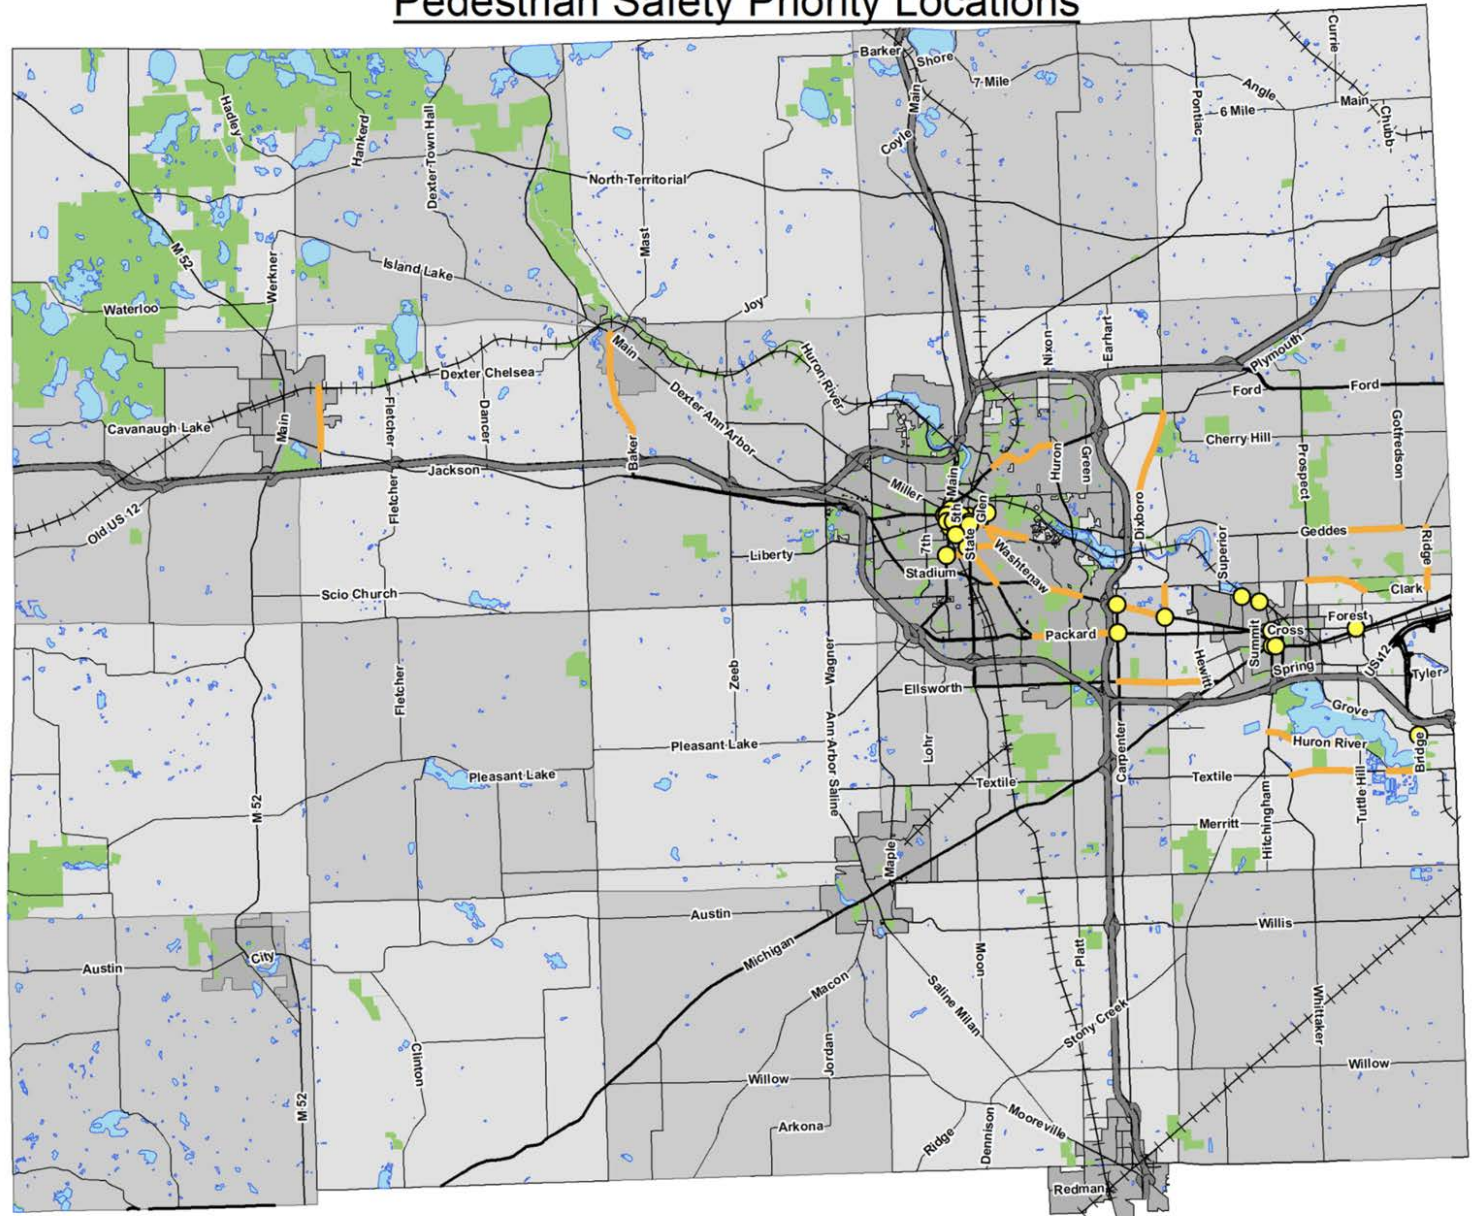 Pedestrian Safety Priority Locations
Barker
Shore
Currie
7 Mile
Angle
Main
Pontiac
6 Mile
Main
Chubb
Hadley
Hankerd
Dexter Town Hall
Coyle
North Territorial
Mast
M 52
Werkner
Island Lake
Waterloo
Joy
Main
Huron River
Nixon
Earhart
Plymouth
Dexter Chelsea
Ford
Ford
Main
Cavanaugh Lake
Fletcher
Dancer
Dexter Ann Arbor
Cherry Hill
Gotfredson
Baker
Huron
Green
Prospect
Jackson
Main
Miller
Fletcher
Old US 12
5th
Glen
Dixboro
Geddes
Ridge
7th
State
Superior
Liberty
Washtenaw
Stadium
Clark
Scio Church
Forest
Packard
Summit
Cross
Wagner
Zeeb
Hewitt
Spring
US 12
Tyler
Fletcher
Ellsworth
Grove
Ann Arbor Saline
Lohr
Pleasant Lake
Carpenter
Huron River
Bridge
Pleasant Lake
Textile
Textile
M 52
Hitchingham
Tuttle Hill
Merritt
Maple
Austin
Willis
City
Michigan
Moon
Platt
Austin
Macon
Saline Milan
Whittaker
Stony Creek
Clinton
Jordan
Willow
Willow
M 52
Arkona
Ridge
Dennison
Mooreville
Redman